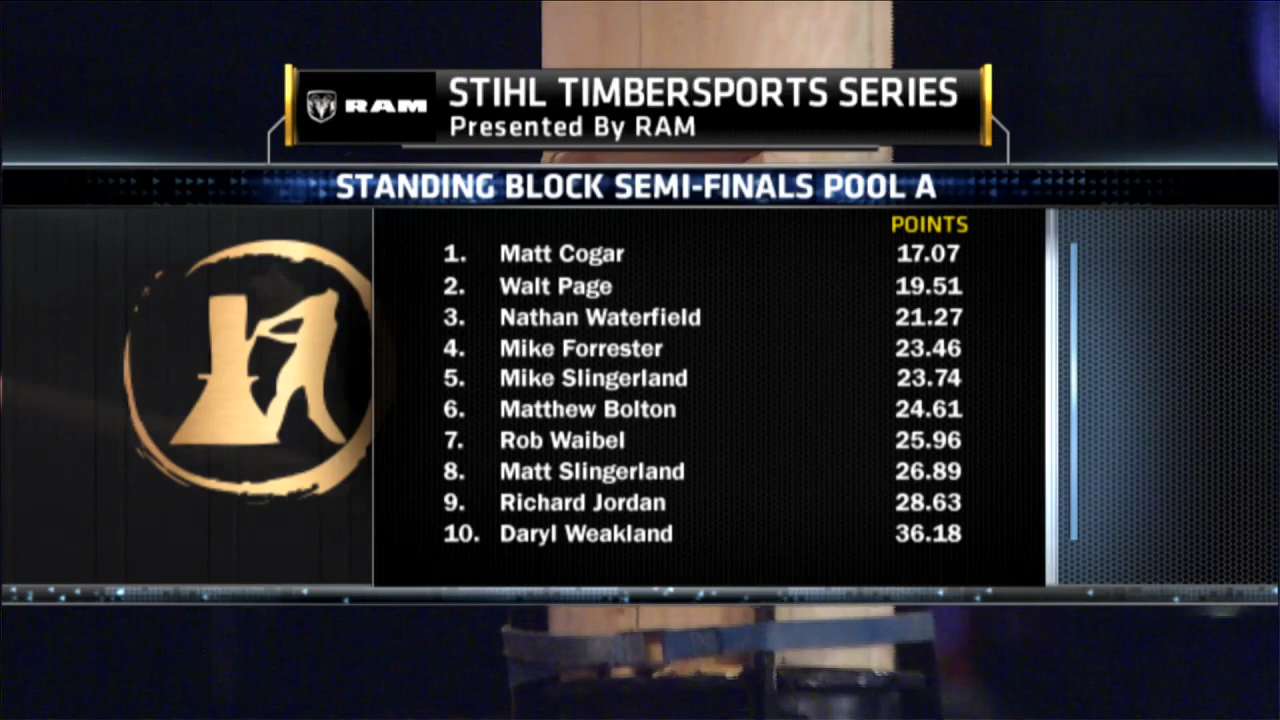 RAM
STIHL TIMBERSPORTS SERIES
Presented By RAM
STANDING BLOCK SEMI-FINALS POOL A
POINTS
1. Matt Cogar 17.07
2. Walt Page 19.51
3. Nathan Waterfield 21.27
4. Mike Forrester 23.46
5. Mike Slingerland 23.74
6. Matthew Bolton 24.61
7. Rob Waibel 25.96
8. Matt Slingerland 26.89
9. Richard Jordan 28.63
10. Daryl Weakland 36.18